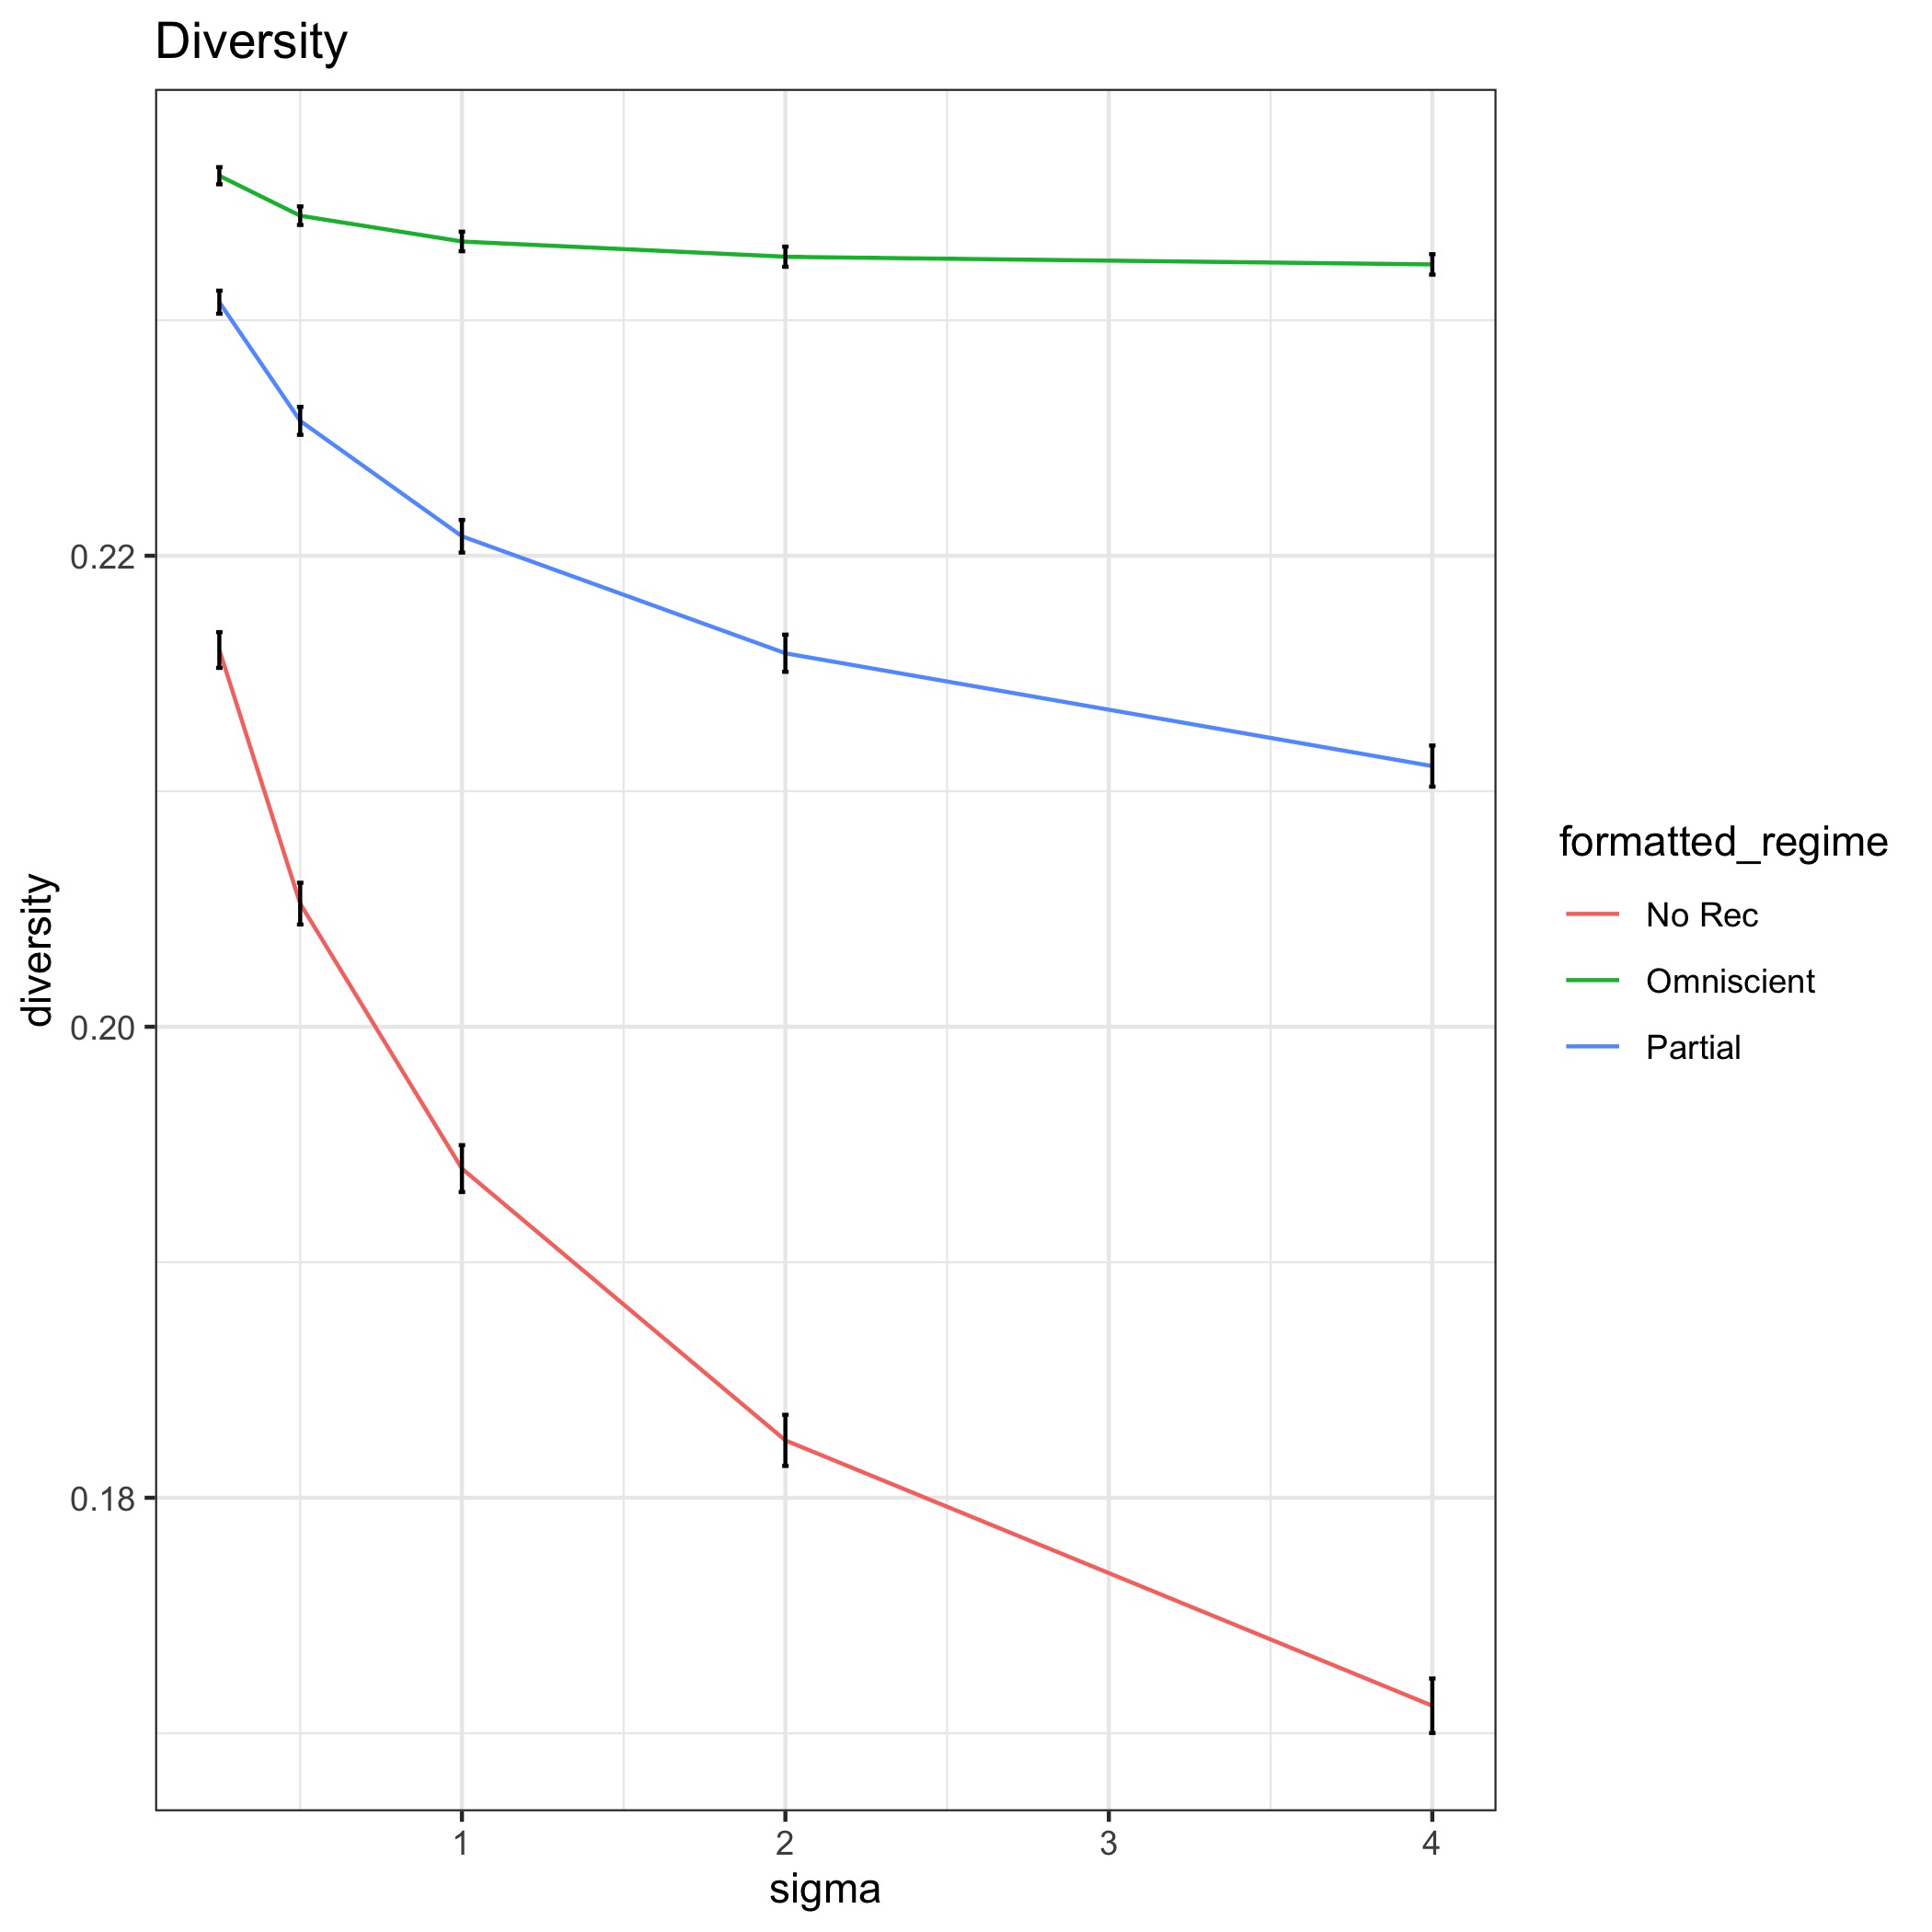 Diversity
0.22
0.20
0.18
diversity
1
2
3
4
sigma
formatted_regime
No Rec
Omniscient
Partial